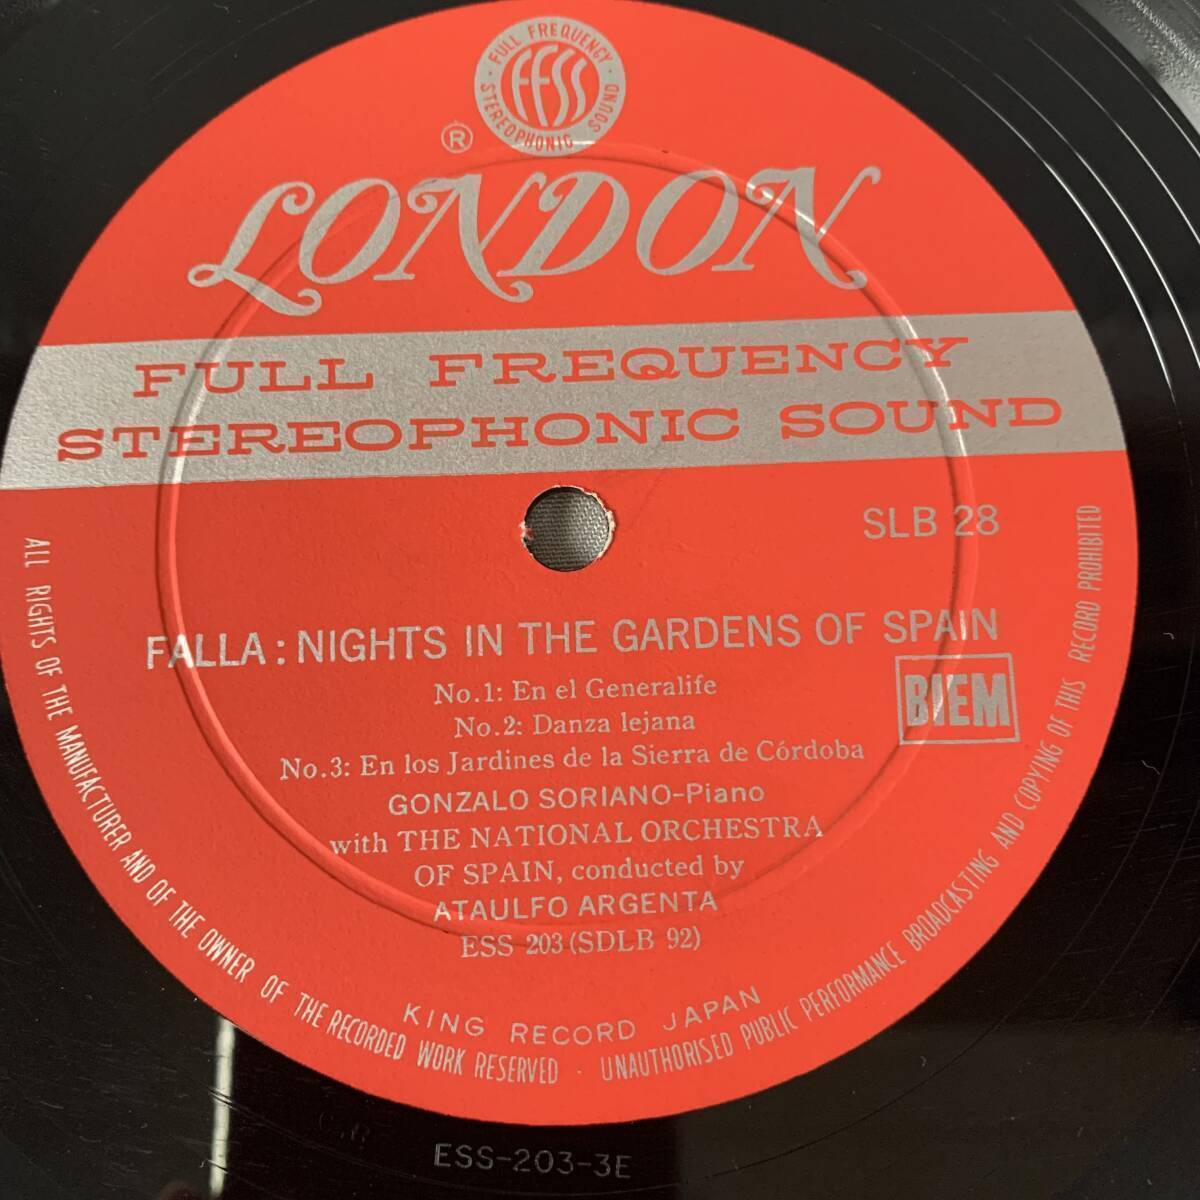 FULL FREQUENCY
STEREOPHONIC SOUND
FFSS
®
LONDON
FULL FREQUENCY
STEREOPHONIC SOUND
SLB 28
FALLA : NIGHTS IN THE GARDENS OF SPAIN
No.1: En el Generalife
No.2: Danza lejana
No.3: En los Jardines de la Sierra de Córdoba
BIEM
GONZALO SORIANO-Piano
with THE NATIONAL ORCHESTRA
OF SPAIN, conducted by
ATAULFO ARGENTA
ESS 203 (SDLB 92)
KING RECORD JAPAN
ALL RIGHTS OF THE MANUFACTURER AND OF THE OWNER OF THE RECORDED WORK RESERVED · UNAUTHORISED PUBLIC PERFORMANCE BROADCASTING AND COPYING OF THIS RECORD PROHIBITED
ESS-203-3E